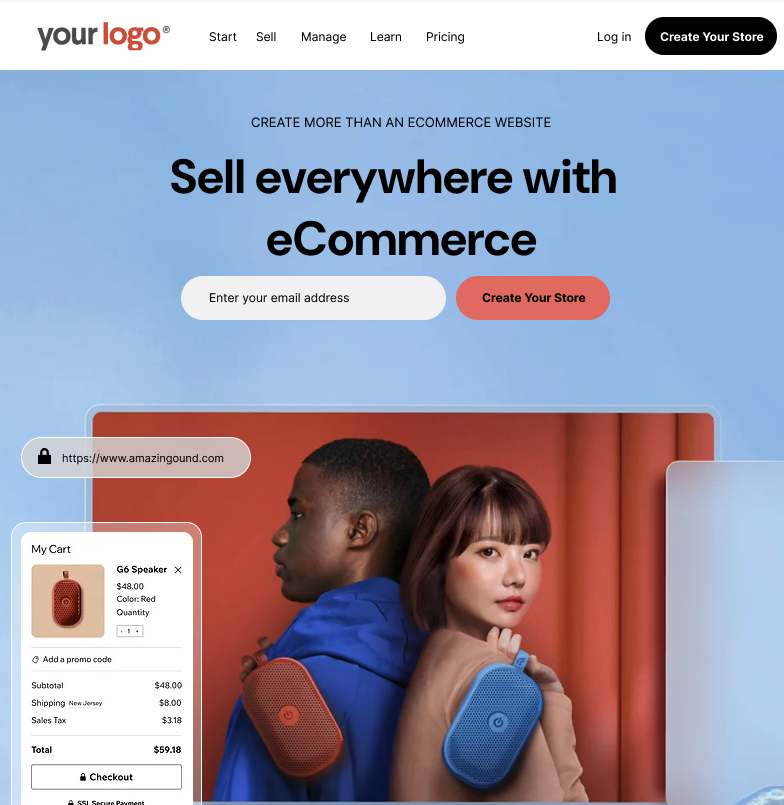 your logo®
Start Sell Manage Learn Pricing Log in Create Your Store
CREATE MORE THAN AN ECOMMERCE WEBSITE
Sell everywhere with
eCommerce
Enter your email address
Create Your Store
https://www.amazingound.com
My Cart
G6 Speaker
$48.00
Color: Red
Quantity
- 1 +
Add a promo code
Subtotal $48.00
Shipping New Jersey $8.00
Sales Tax $3.18
Total $59.18
Checkout
SSL Secure Payment